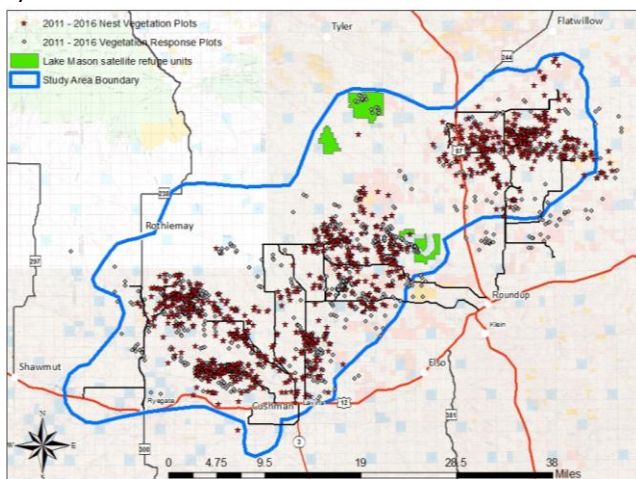 2011 - 2016 Nest Vegetation Plots
2011 - 2016 Vegetation Response Plots
Lake Mason satellite refuge units
Study Area Boundary
Tyler
Flatwillow
244
87
238
Rothiemay
297
Roundup
Klein
Shawmut
Elso
Ryegate
Cushman
Lavina
12
300
3
381
N
W
E
S
0 4.75 9.5 19 28.5 38
Miles